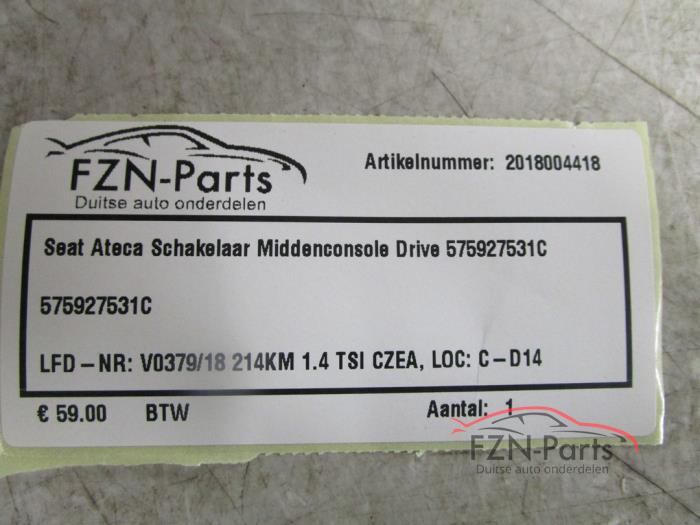 FZN-Parts
Duitse auto onderdelen
Artikelnummer: 2018004418
Seat Ateca Schakelaar Middenconsole Drive 575927531C
575927531C
LFD-NR: V0379/18 214KM 1.4 TSI CZEA, LOC: C-D14
€ 59.00 BTW Aantal: 1
FZN-Parts
Duitse auto onderdelen